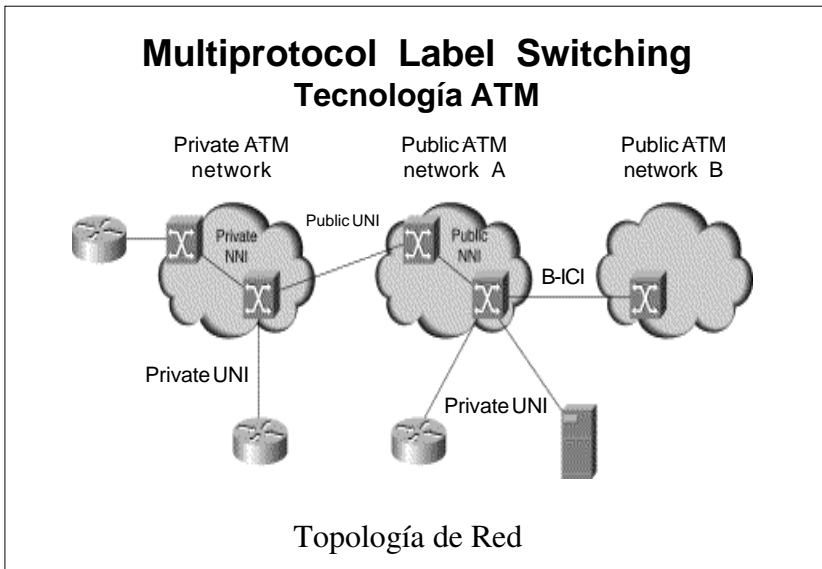 Multiprotocol Label Switching
Tecnología ATM
Private ATM
network
Public ATM
network A
Public ATM
network B
Public UNI
Private
NNI
Public
NNI
B-ICI
Private UNI
Private UNI
Topología de Red